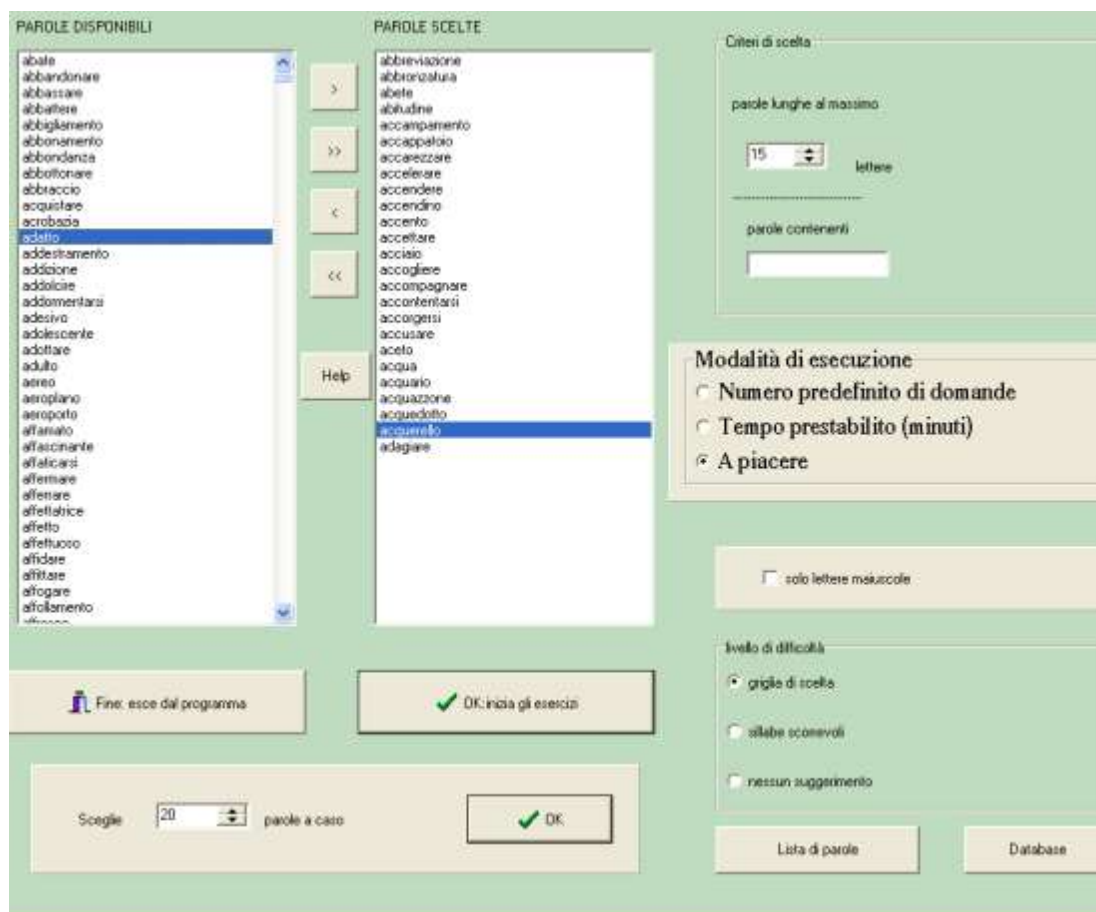 PAROLE DISPONIBILI
abate
abbandonare
abbassare
abbattere
abbigliamento
abbonamento
abbondanza
abbottonare
abbraccio
acquistare
acrobazia
adatto
addestramento
addizione
addolcire
addormentarsi
adesivo
adolescente
adottare
adulto
aereo
aeroplano
aeroporto
affamato
affascinante
affaticarsi
affermare
afferrare
affettatrice
affetto
affettuoso
affidare
affittare
affogare
affollamento
>
>>
<
<<
Help
PAROLE SCELTE
abbreviazione
abbronzatura
abete
abitudine
accampamento
accappatoio
accarezzare
accelerare
accendere
accendino
accento
accettare
acciaio
accogliere
accompagnare
accontentarsi
accorgersi
accusare
aceto
acqua
acquario
acquazzone
acquedotto
acquerello
adagiare
Criteri di scelta
parole lunghe al massimo
15
lettere
parole contenenti
Modalità di esecuzione
Numero predefinito di domande
Tempo prestabilito (minuti)
A piacere
solo lettere maiuscole
livello di difficoltà
griglia di scelta
sillabe scorrevoli
nessun suggerimento
Fine: esce dal programma
OK: inizia gli esercizi
Sceglie 20 parole a caso
OK
Lista di parole
Database